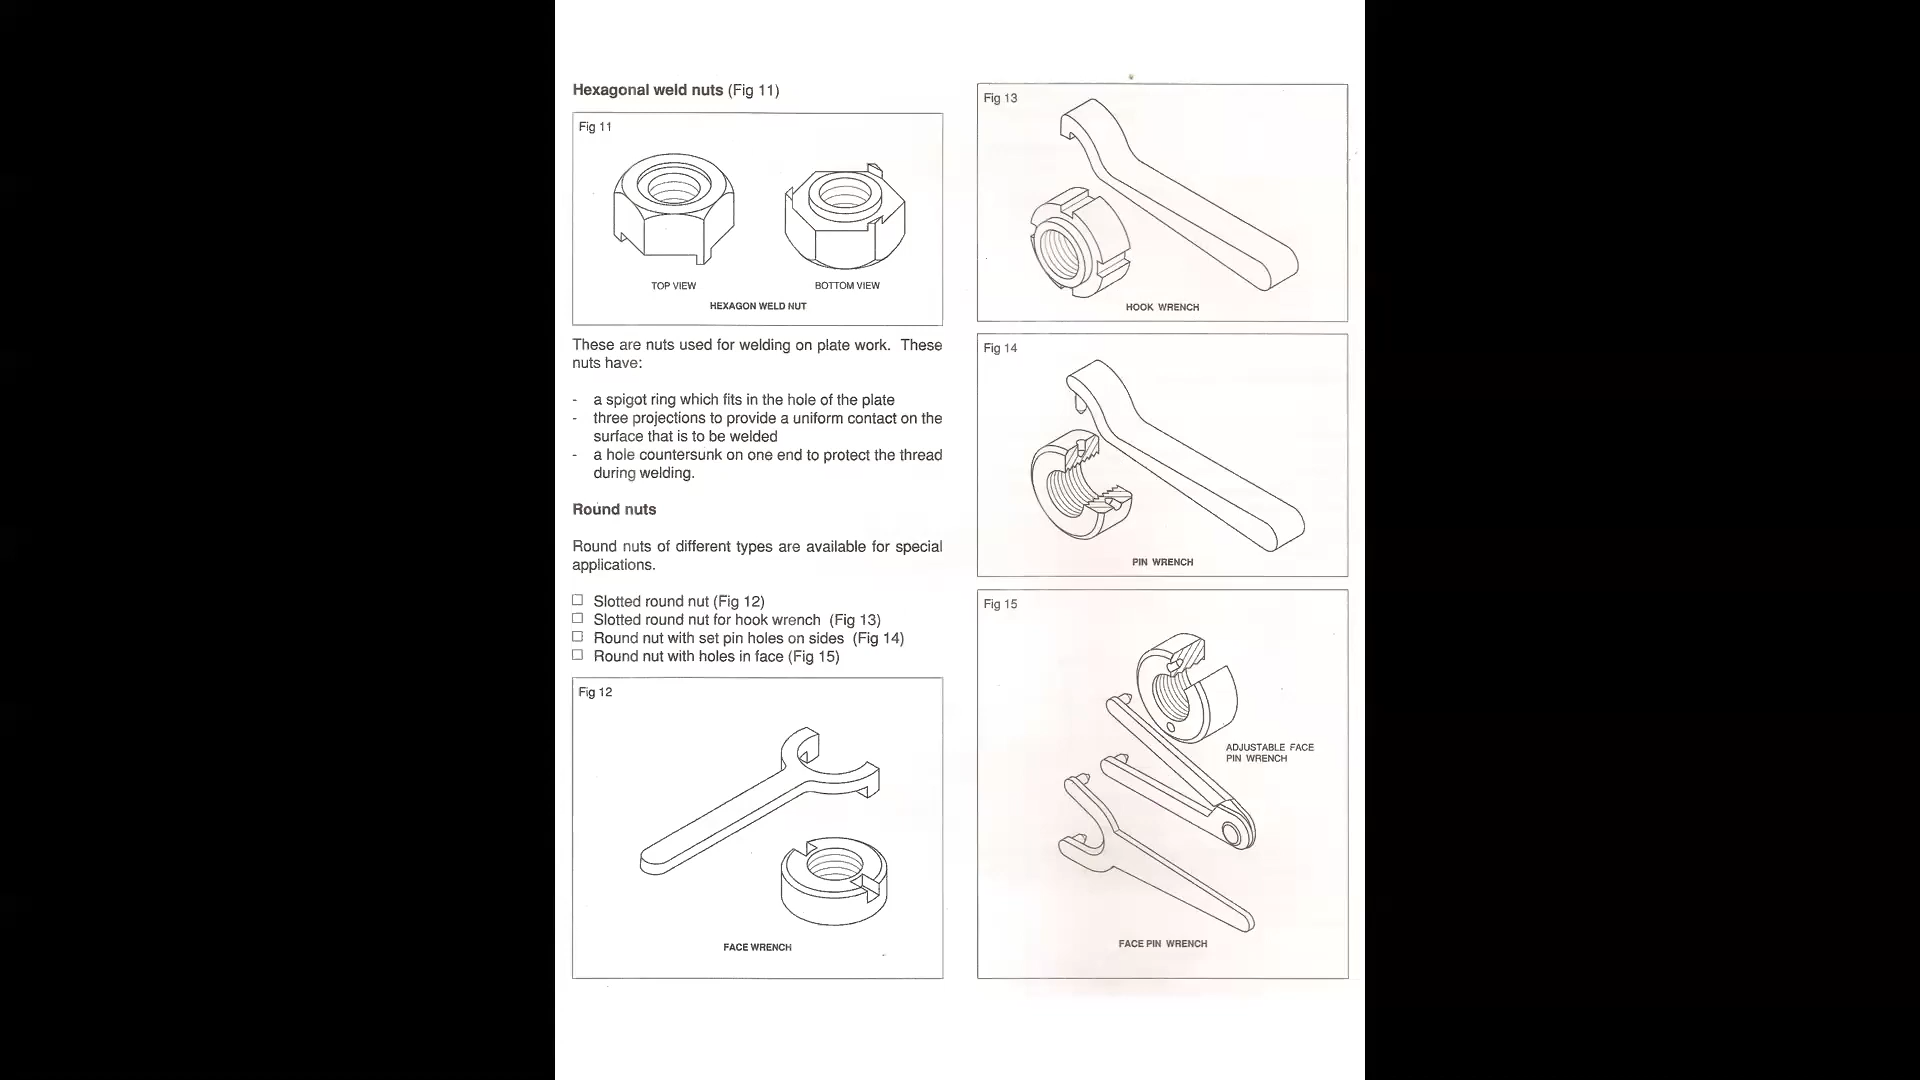 Hexagonal weld nuts (Fig 11)
Fig 11
TOP VIEW
BOTTOM VIEW
HEXAGON WELD NUT
These are nuts used for welding on plate work. These
nuts have:
- a spigot ring which fits in the hole of the plate
- three projections to provide a uniform contact on the
surface that is to be welded
- a hole countersunk on one end to protect the thread
during welding.
Round nuts
Round nuts of different types are available for special
applications.
☐ Slotted round nut (Fig 12)
☐ Slotted round nut for hook wrench (Fig 13)
☐ Round nut with set pin holes on sides (Fig 14)
☐ Round nut with holes in face (Fig 15)
Fig 12
FACE WRENCH
Fig 13
HOOK WRENCH
Fig 14
PIN WRENCH
Fig 15
ADJUSTABLE FACE
PIN WRENCH
FACE PIN WRENCH